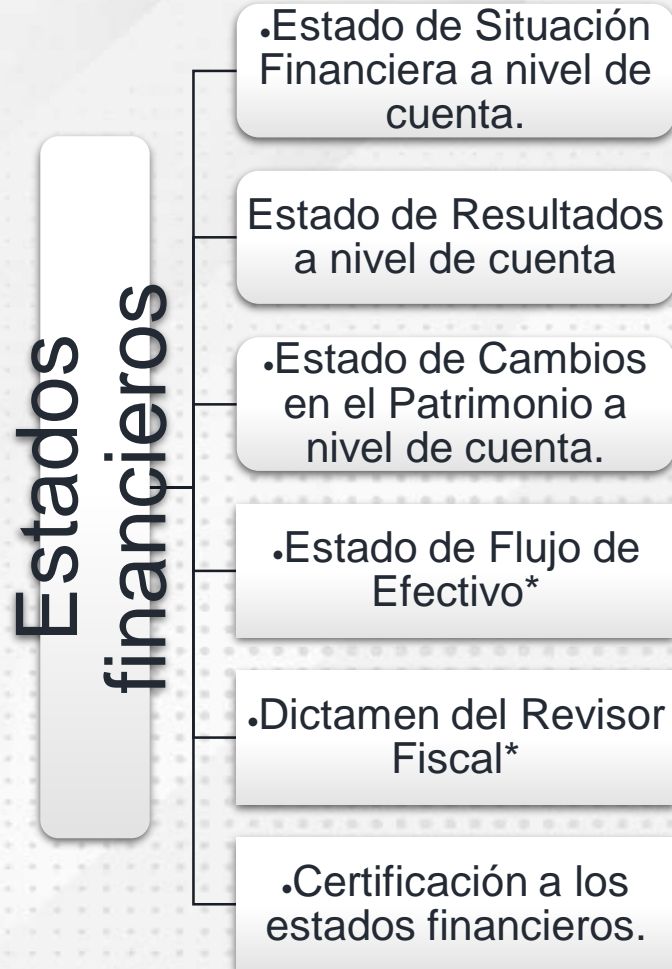 Estados
financieros
•Estado de Situación
Financiera a nivel de
cuenta.
Estado de Resultados
a nivel de cuenta
•Estado de Cambios
en el Patrimonio a
nivel de cuenta.
•Estado de Flujo de
Efectivo*
•Dictamen del Revisor
Fiscal*
•Certificación a los
estados financieros.